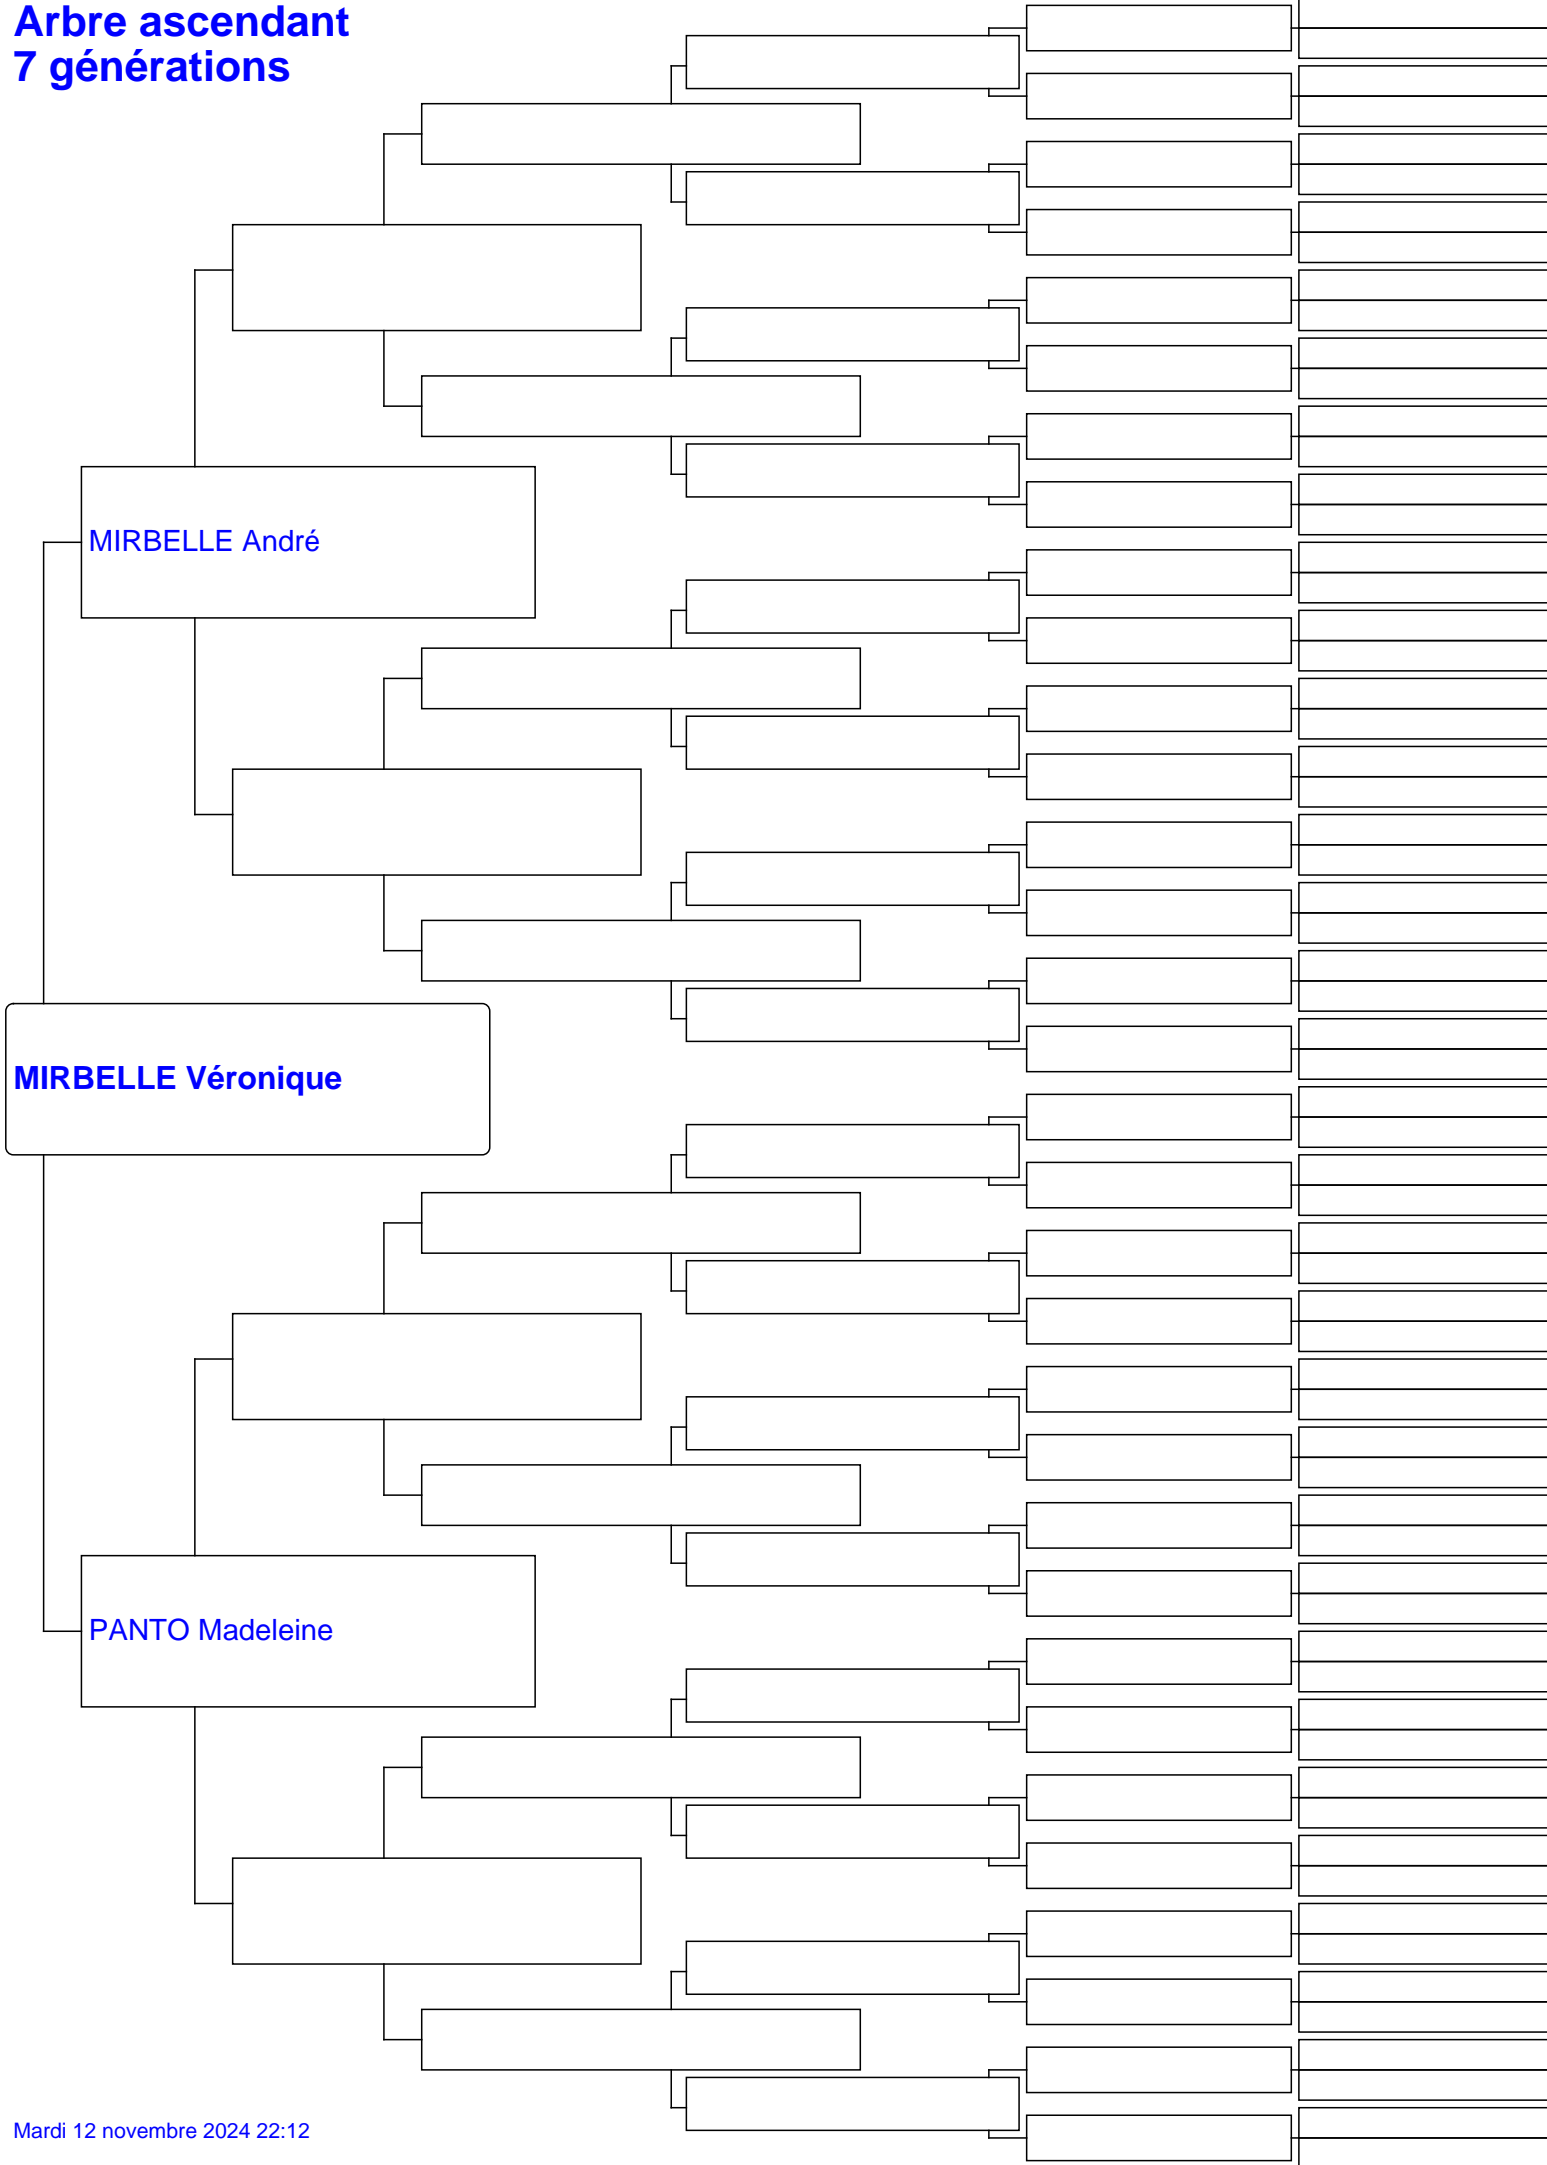 Arbre ascendant
7 générations
MIRBELLE André
MIRBELLE Véronique
PANTO Madeleine
Mardi 12 novembre 2024 22:12